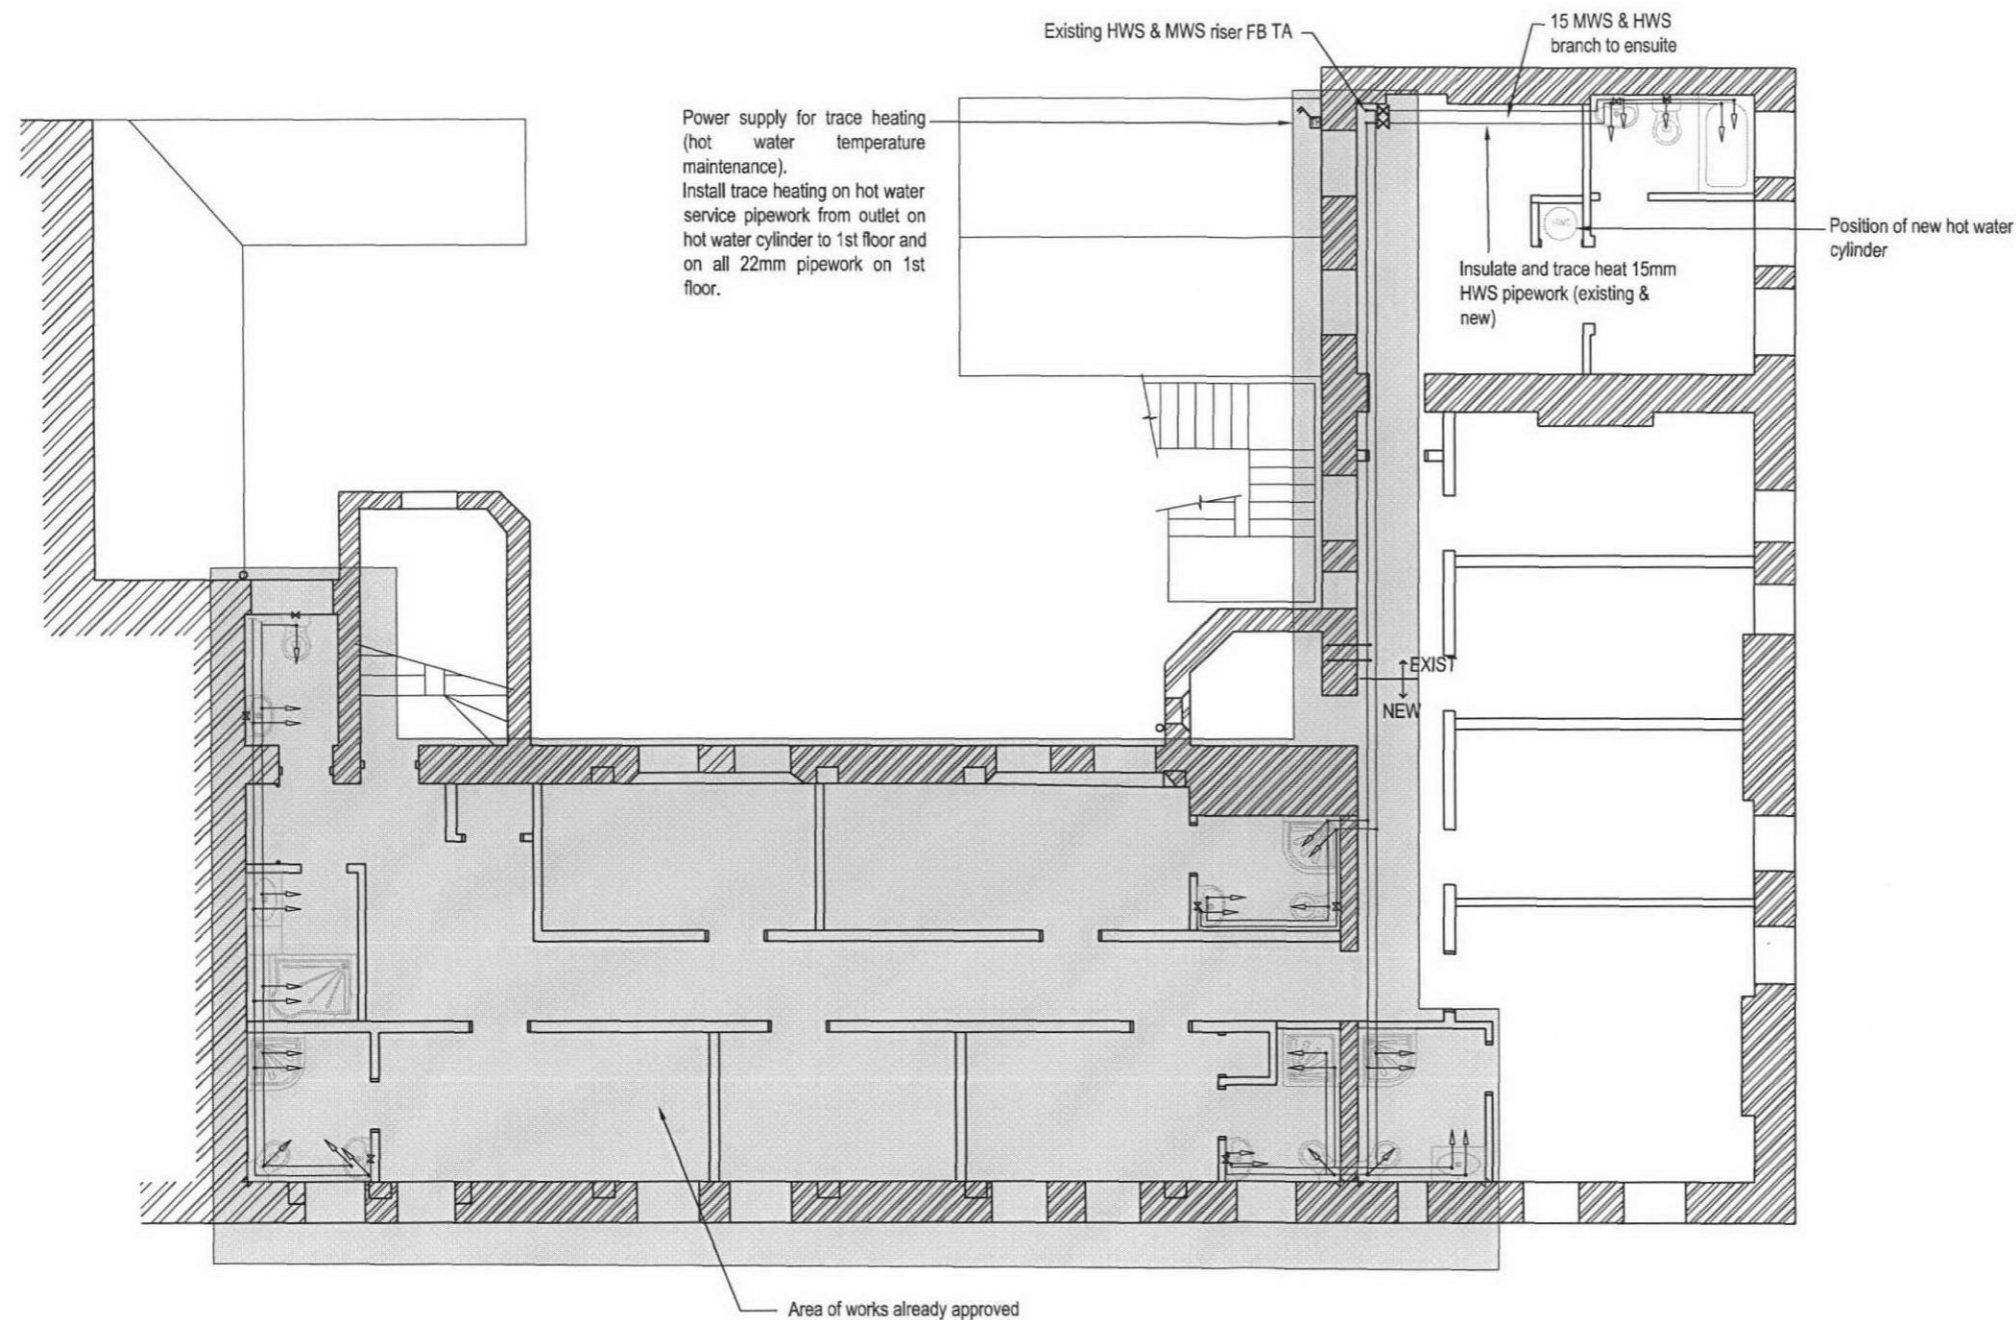 Existing HWS & MWS riser FB TA
15 MWS & HWS
branch to ensuite
Power supply for trace heating
(hot water temperature
maintenance).
Install trace heating on hot water
service pipework from outlet on
hot water cylinder to 1st floor and
on all 22mm pipework on 1st
floor.
Position of new hot water
cylinder
Insulate and trace heat 15mm
HWS pipework (existing &
new)
EXIST
NEW
Area of works already approved